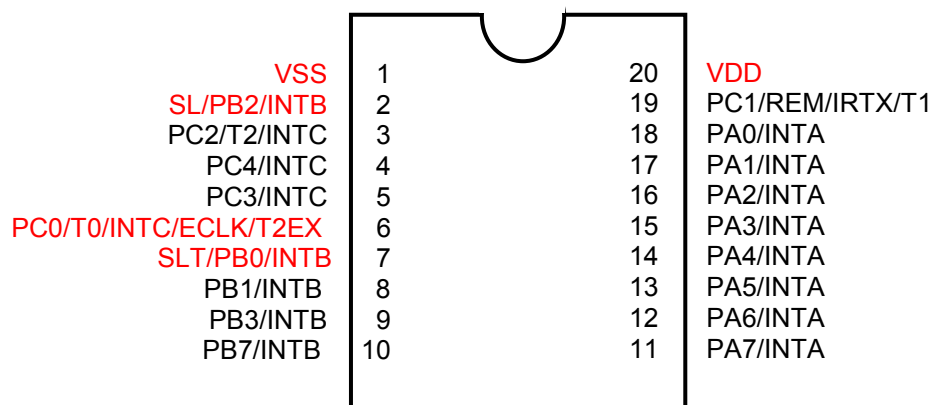 VSS 1 20 VDD
SL/PB2/INTB 2 19 PC1/REM/IRTX/T1
PC2/T2/INTC 3 18 PA0/INTA
PC4/INTC 4 17 PA1/INTA
PC3/INTC 5 16 PA2/INTA
PC0/T0/INTC/ECLK/T2EX 6 15 PA3/INTA
SLT/PB0/INTB 7 14 PA4/INTA
PB1/INTB 8 13 PA5/INTA
PB3/INTB 9 12 PA6/INTA
PB7/INTB 10 11 PA7/INTA